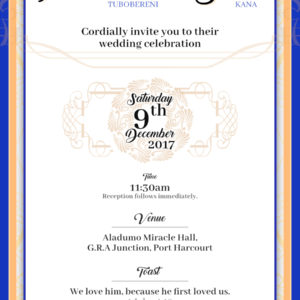 TUBOBERENI KANA
Cordially invite you to their
wedding celebration
Saturday
9th
December
2017
Time
11:30am
Reception follows immediately.
Venue
Aladumo Miracle Hall,
G.R.A Junction, Port Harcourt
Toast
We love him, because he first loved us.